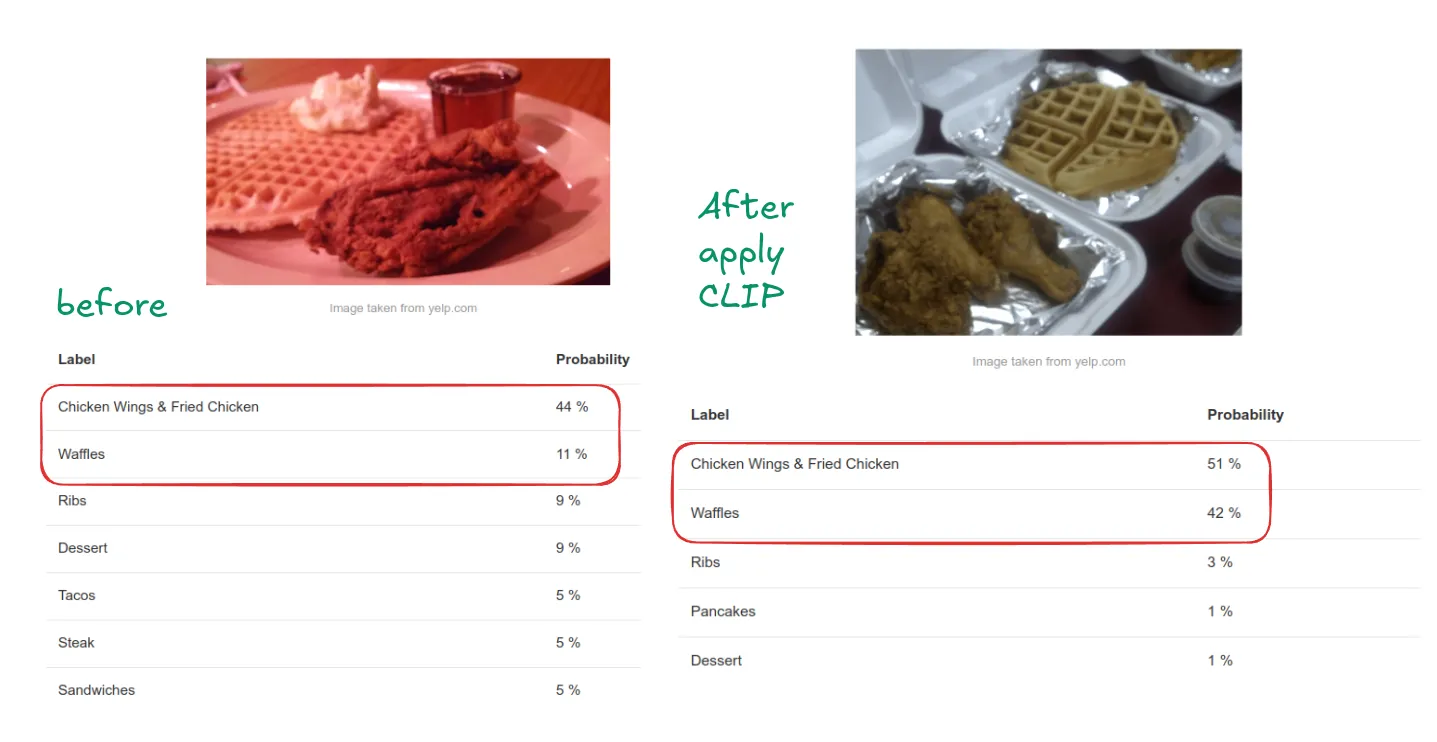 before
Image taken from yelp.com
Label Probability
Chicken Wings & Fried Chicken 44 %
Waffles 11 %
Ribs 9 %
Dessert 9 %
Tacos 5 %
Steak 5 %
Sandwiches 5 %
After
apply
CLIP
Image taken from yelp.com
Label Probability
Chicken Wings & Fried Chicken 51 %
Waffles 42 %
Ribs 3 %
Pancakes 1 %
Dessert 1 %